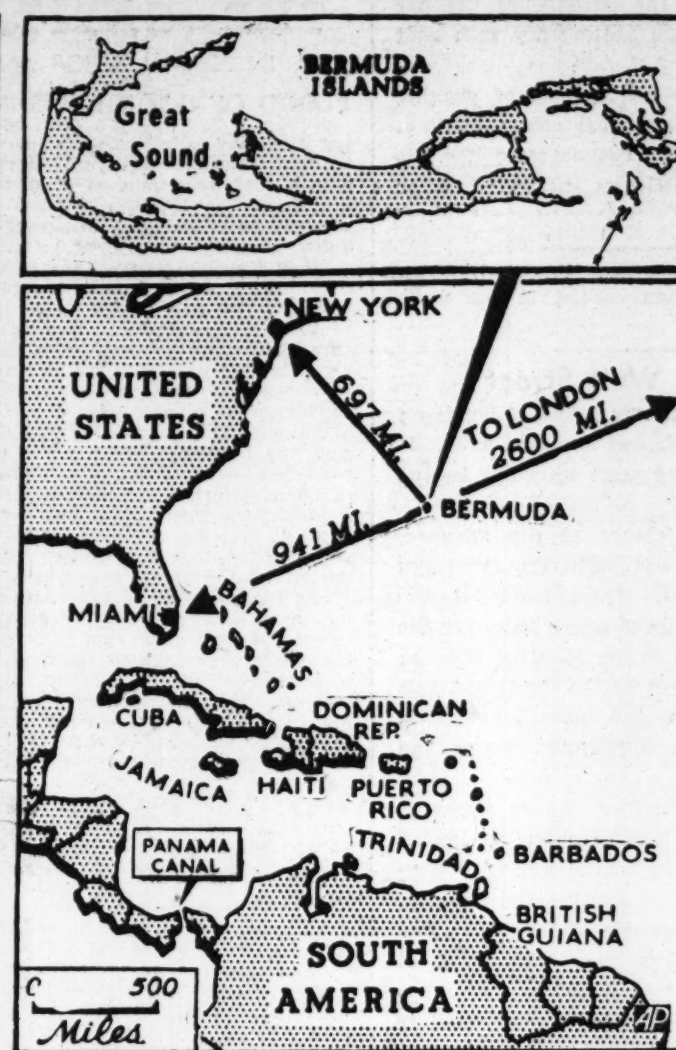 BERMUDA
ISLANDS
Great
Sound
N
NEW YORK
UNITED
STATES
697 MI.
TO LONDON
2600 MI.
BERMUDA
941 MI.
MIAMI
BAHAMAS
CUBA
DOMINICAN
REP.
JAMAICA
HAITI
PUERTO
RICO
PANAMA
CANAL
TRINIDAD
BARBADOS
BRITISH
GUIANA
SOUTH
AMERICA
0 500
Miles
AP